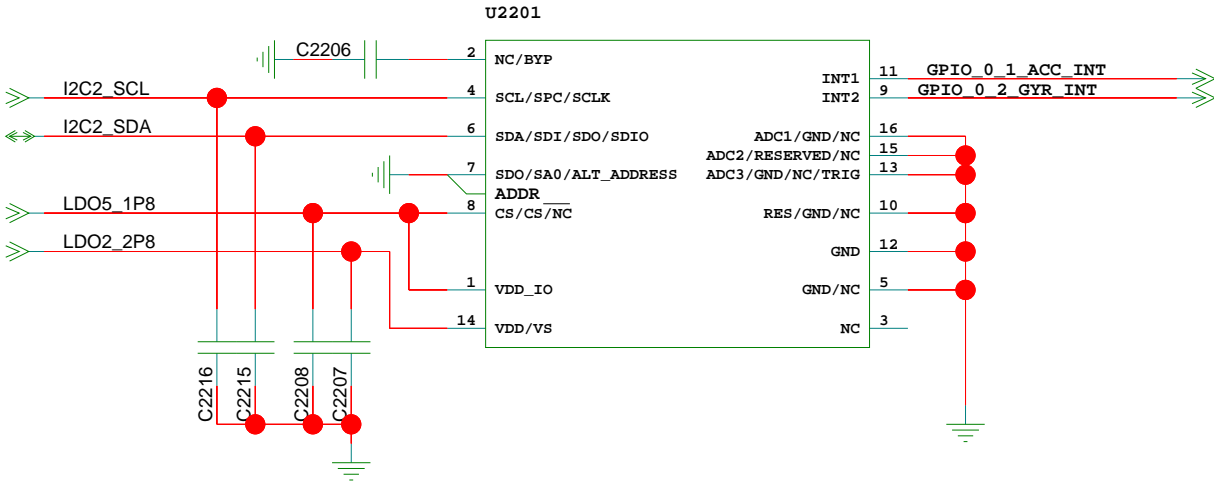 U2201
C2206
2 NC/BYP
INT1 11 GPIO_0_1_ACC_INT
I2C2_SCL 4 SCL/SPC/SCLK
INT2 9 GPIO_0_2_GYR_INT
I2C2_SDA 6 SDA/SDI/SDO/SDIO
ADC1/GND/NC 16
ADC2/RESERVED/NC 15
7 SDO/SA0/ALT_ADDRESS
ADC3/GND/NC/TRIG 13
ADDR
LDO5_1P8 8 CS/CS/NC
RES/GND/NC 10
LDO2_2P8
GND 12
1 VDD_IO
GND/NC 5
14 VDD/VS
NC 3
C2216
C2215
C2208
C2207